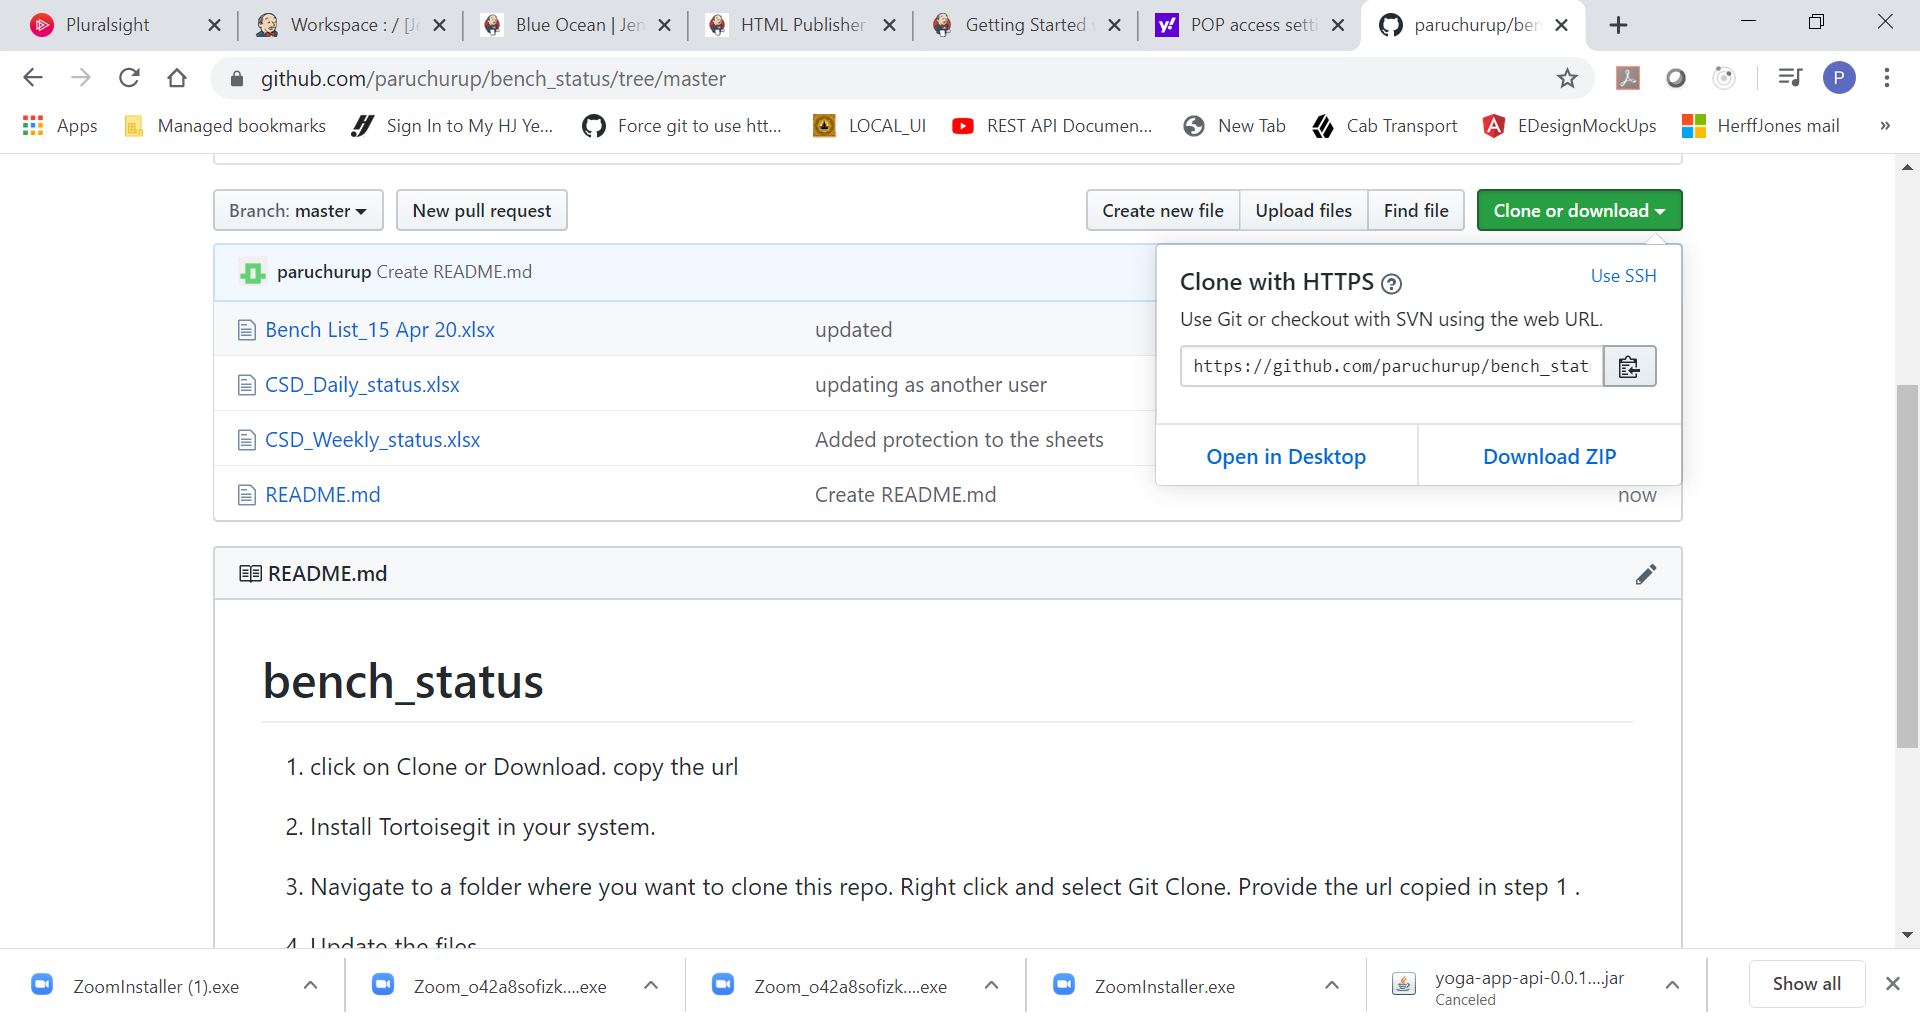 Pluralsight
Workspace : / [Je
Blue Ocean | Jen
HTML Publisher
Getting Started v
POP access setti
paruchurup/ben
github.com/paruchurup/bench_status/tree/master
P
Apps
Managed bookmarks
Sign In to My HJ Ye...
Force git to use htt...
LOCAL_UI
REST API Documen...
New Tab
Cab Transport
EDesignMockUps
HerffJones mail
»
Branch: master
New pull request
Create new file
Upload files
Find file
Clone or download
paruchurup Create README.md
Clone with HTTPS
Use SSH
Use Git or checkout with SVN using the web URL.
https://github.com/paruchurup/bench_stat
Open in Desktop
Download ZIP
Bench List_15 Apr 20.xlsx
updated
CSD_Daily_status.xlsx
updating as another user
CSD_Weekly_status.xlsx
Added protection to the sheets
README.md
Create README.md
now
README.md
bench_status
1. click on Clone or Download. copy the url
2. Install Tortoisegit in your system.
3. Navigate to a folder where you want to clone this repo. Right click and select Git Clone. Provide the url copied in step 1 .
4. Update the files
ZoomInstaller (1).exe
Zoom_o42a8sofizk....exe
Zoom_o42a8sofizk....exe
ZoomInstaller.exe
yoga-app-api-0.0.1....jar
Canceled
Show all